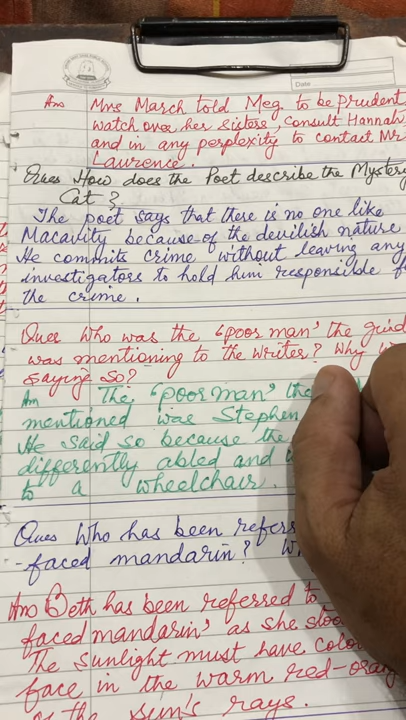 Date
Ans Mrs March told Meg. to be prudent,
watch over her sisters, consult Hannah,
and in any perplexity to contact Mr.
Laurence.
Ques How does the Poet describe the Mystery
Cat?
The poet says that there is no one like
Macavity because of the devilish nature
He commits crime without leaving any
investigators to hold him responsible f
the crime.
Ques Who was the 'poor man' the guid
was mentioning to the writer? Why w
saying so?
An The 'poor man' the
mentioned was Stephen
He said so because the
differently abled and
to a wheelchair.
Ques Who has been refers
-faced mandarin? W
Ans Beth has been referred to
faced mandarin' as she stoo
The sunlight must have colo
face in the warm red-oran
of the sun's rays.